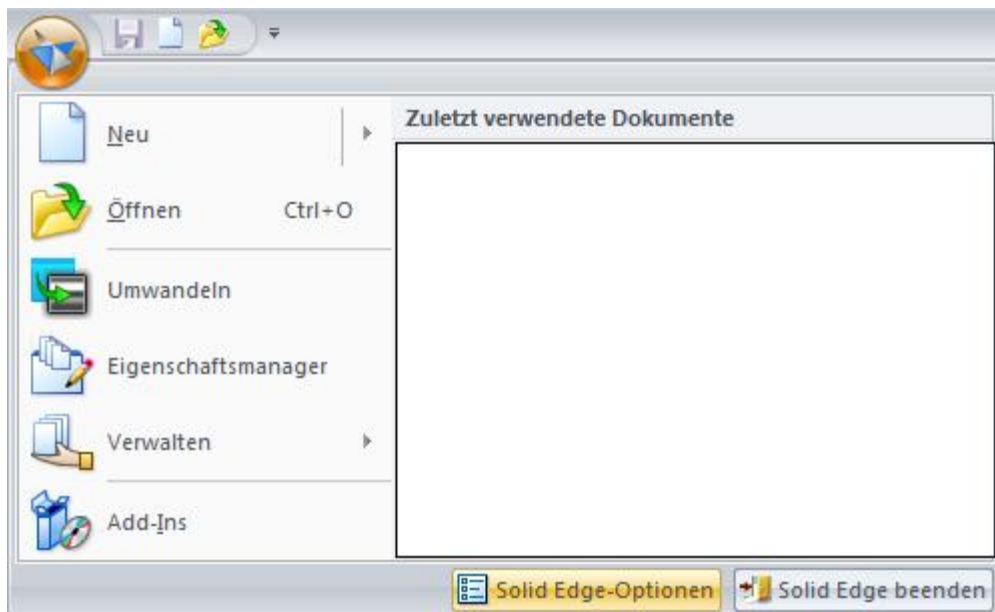 Zuletzt verwendete Dokumente
Neu
Öffnen Ctrl+O
Umwandeln
Eigenschaftsmanager
Verwalten
Add-Ins
Solid Edge-Optionen
Solid Edge beenden